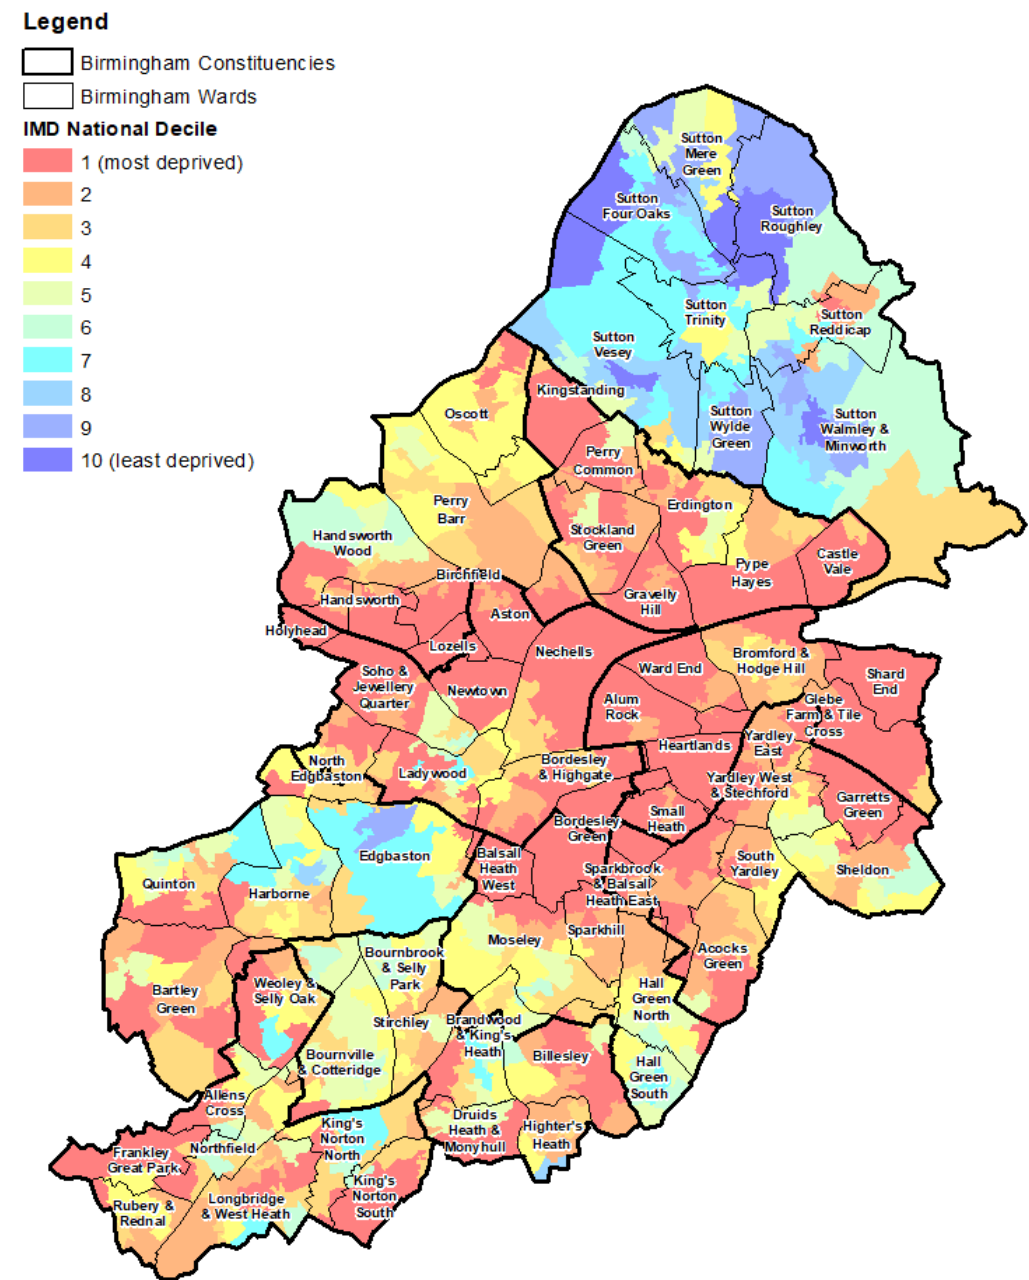 Legend
Birmingham Constituencies
Birmingham Wards
IMD National Decile
1 (most deprived)
2
3
4
5
6
7
8
9
10 (least deprived)
Sutton
Mere
Green
Sutton
Four Oaks
Sutton
Roughley
Sutton
Trinity
Sutton
Reddicap
Sutton
Vesey
Kingstanding
Oscott
Sutton
Wylde
Green
Sutton
Walmley &
Minworth
Perry
Common
Perry
Barr
Erdington
Stockland
Green
Handsworth
Wood
Castle
Vale
Pype
Hayes
Birchfield
Handsworth
Gravelly
Hill
Aston
Holyhead
Lozells
Nechells
Bromford &
Hodge Hill
Ward End
Shard
End
Soho &
Jewellery
Quarter
Newtown
Alum
Rock
Glebe
Farm & Tile
Cross
Yardley
East
Heartlands
North
Edgbaston
Ladywood
Bordesley
& Highgate
Yardley West
& Stechford
Garretts
Green
Small
Heath
Bordesley
Green
Edgbaston
Balsall
Heath
West
Sparkbrook
& Balsall
Heath East
South
Yardley
Sheldon
Quinton
Harborne
Sparkhill
Moseley
Acocks
Green
Bournbrook
& Selly
Park
Weoley &
Selly Oak
Bartley
Green
Hall
Green
North
Stirchley
Brandwood
& King's
Heath
Billesley
Bournville
& Cotteridge
Hall
Green
South
Allens
Cross
Druids
Heath &
Monyhull
Highter's
Heath
King's
Norton
North
Northfield
Frankley
Great Park
King's
Norton
South
Longbridge
& West Heath
Rubery &
Rednal